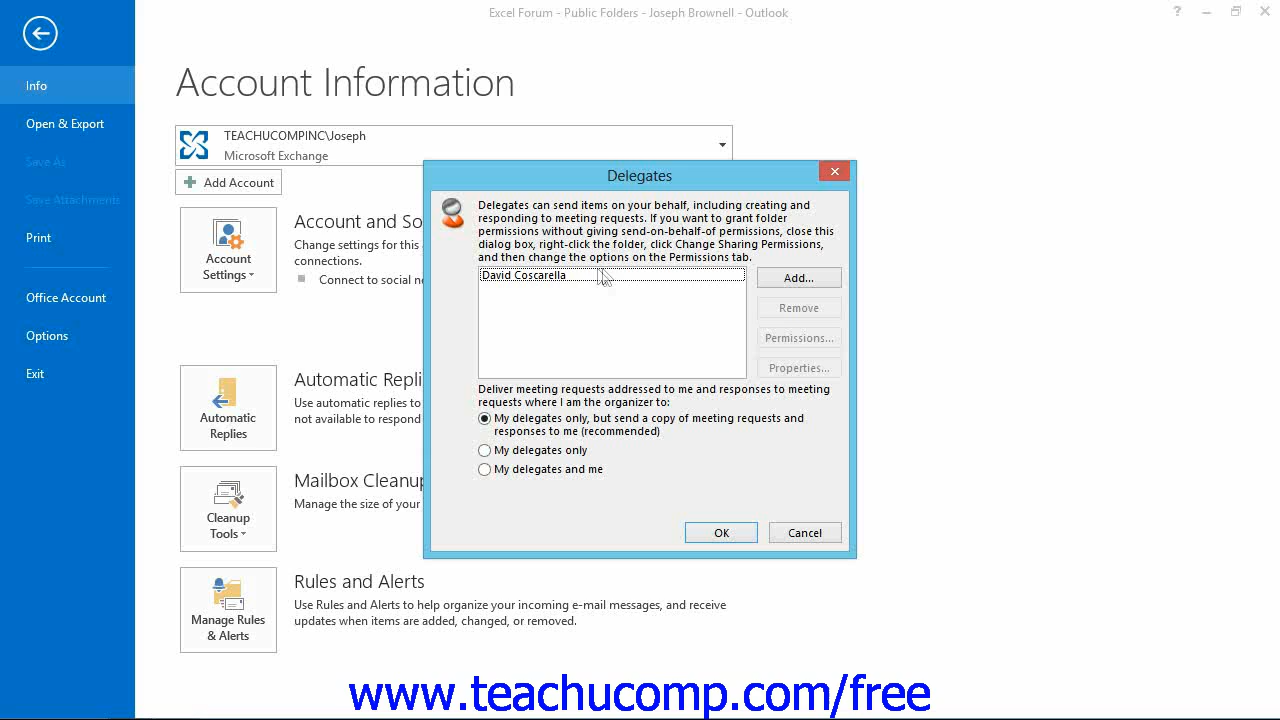 Excel Forum - Public Folders - Joseph Brownell - Outlook
?
Info
Open & Export
Save As
Save Attachments
Print
Office Account
Options
Exit
Account Information
TEACHUCOMPINC\Joseph
Microsoft Exchange
Add Account
Account
Settings
Account and So
Change settings for this
connections.
Connect to social ne
Automatic
Replies
Automatic Repli
Use automatic replies to
not available to respond
Cleanup
Tools
Mailbox Cleanup
Manage the size of your
Manage Rules
& Alerts
Rules and Alerts
Use Rules and Alerts to help organize your incoming e-mail messages, and receive
updates when items are added, changed, or removed.
Delegates
Delegates can send items on your behalf, including creating and
responding to meeting requests. If you want to grant folder
permissions without giving send-on-behalf-of permissions, close this
dialog box, right-click the folder, click Change Sharing Permissions,
and then change the options on the Permissions tab.
David Coscarella
Add...
Remove
Permissions...
Properties...
Deliver meeting requests addressed to me and responses to meeting
requests where I am the organizer to:
My delegates only, but send a copy of meeting requests and
responses to me (recommended)
My delegates only
My delegates and me
OK
Cancel
www.teachucomp.com/free